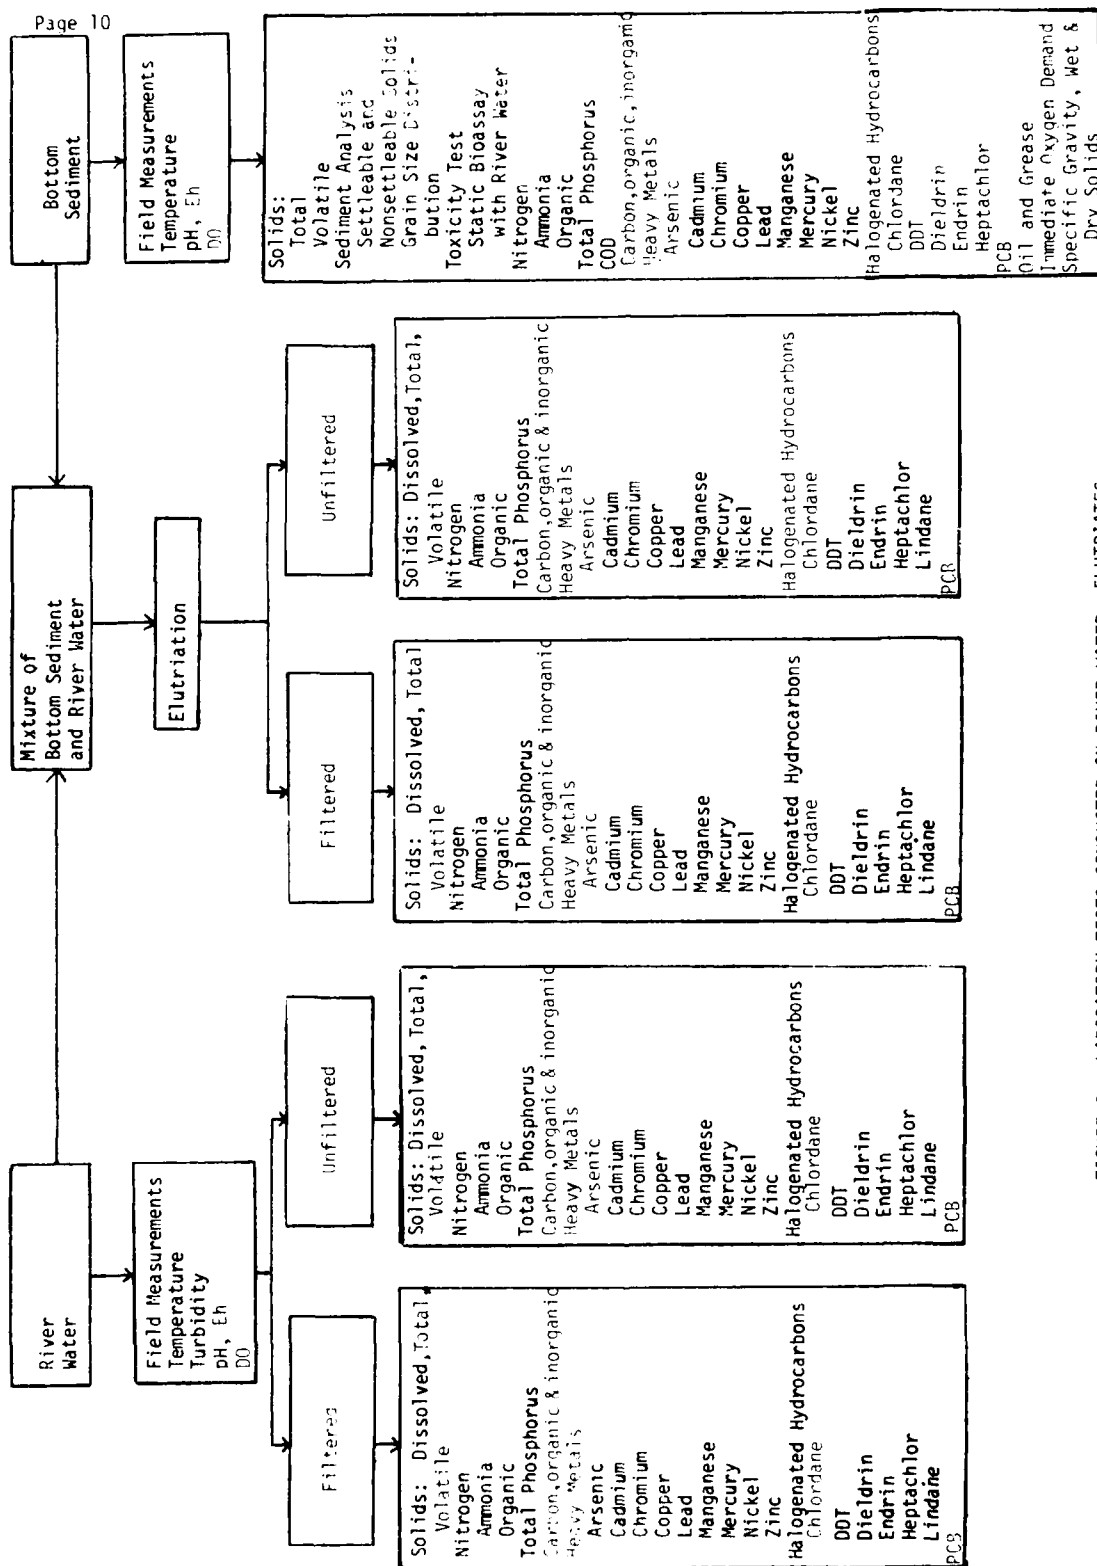 Page 10
River
Water
Mixture of
Bottom Sediment
and River Water
Bottom
Sediment
Field Measurements
Temperature
Turbidity
pH, Eh
DO
Elutriation
Field Measurements
Temperature
pH, Eh
DO
Filtered
Unfiltered
Filtered
Unfiltered
Solids: Dissolved,Total,
Volatile
Nitrogen
Ammonia
Organic
Total Phosphorus
Carbon,organic & inorganic
Heavy Metals
Arsenic
Cadmium
Chromium
Copper
Lead
Manganese
Mercury
Nickel
Zinc
Halogenated Hydrocarbons
Chlordane
DDT
Dieldrin
Endrin
Heptachlor
Lindane
PCB
Solids: Dissolved,Total,
Volatile
Nitrogen
Ammonia
Organic
Total Phosphorus
Carbon,organic & inorganic
Heavy Metals
Arsenic
Cadmium
Chromium
Copper
Lead
Manganese
Mercury
Nickel
Zinc
Halogenated Hydrocarbons
Chlordane
DDT
Dieldrin
Endrin
Heptachlor
Lindane
PCB
Solids: Dissolved, Total
Volatile
Nitrogen
Ammonia
Organic
Total Phosphorus
Carbon,organic & inorganic
Heavy Metals
Arsenic
Cadmium
Chromium
Copper
Lead
Manganese
Mercury
Nickel
Zinc
Halogenated Hydrocarbons
Chlordane
DDT
Dieldrin
Endrin
Heptachlor
Lindane
PCB
Solids: Dissolved,Total,
Volatile
Nitrogen
Ammonia
Organic
Total Phosphorus
Carbon,organic & inorganic
Heavy Metals
Arsenic
Cadmium
Chromium
Copper
Lead
Manganese
Mercury
Nickel
Zinc
Halogenated Hydrocarbons
Chlordane
DDT
Dieldrin
Endrin
Heptachlor
Lindane
PCB
Solids:
Total
Volatile
Sediment Analysis
Settleable and
Nonsettleable Solids
Grain Size Distri-
bution
Toxicity Test
Static Bioassay
with River Water
Nitrogen
Ammonia
Organic
Total Phosphorus
COD
Carbon,organic,inorganic
Heavy Metals
Arsenic
Cadmium
Chromium
Copper
Lead
Manganese
Mercury
Nickel
Zinc
Halogenated Hydrocarbons
Chlordane
DDT
Dieldrin
Endrin
Heptachlor
PCB
Oil and Grease
Immediate Oxygen Demand
Specific Gravity, Wet &
Dry Solids